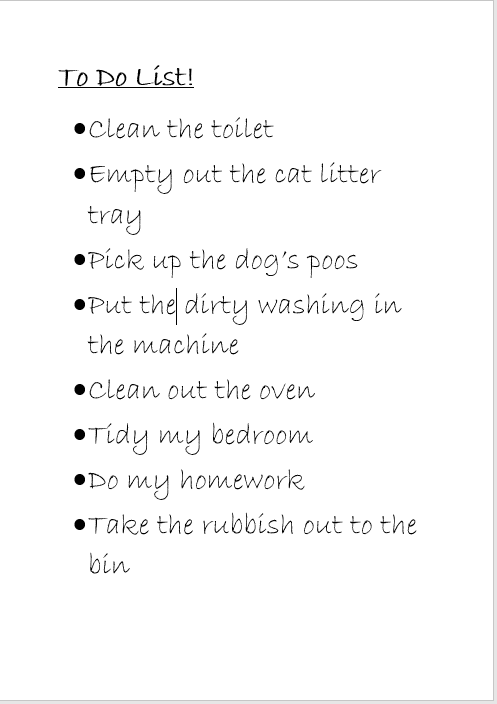 To Do List!
•Clean the toilet
•Empty out the cat litter
tray
•Pick up the dog's poos
•Put the dirty washing in
the machine
•Clean out the oven
•Tidy my bedroom
•Do my homework
•Take the rubbish out to the
bin